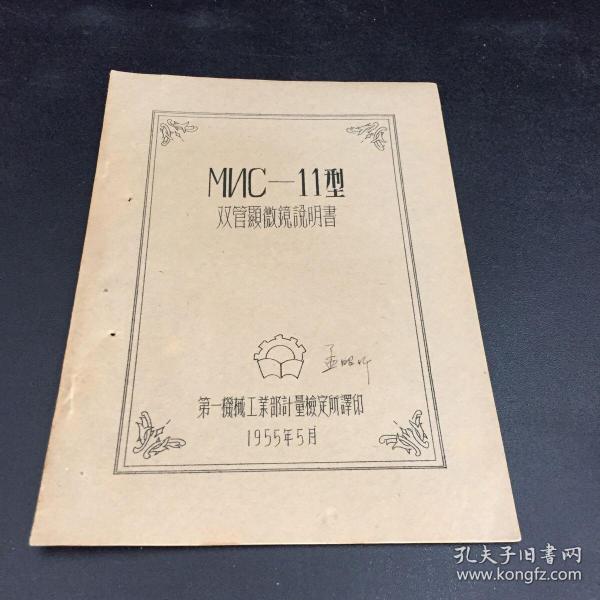 МИС—11型
双管顯微鏡說明書
孟
第一機械工業部計量檢定所譯印
1955年5月
孔夫子旧书网
www.kongfz.com